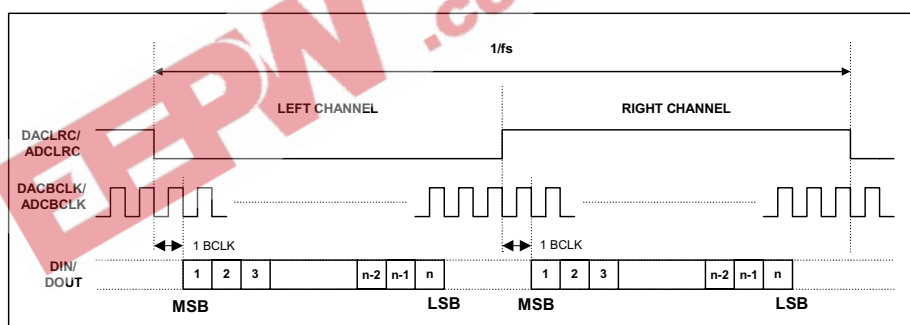 1/fs
LEFT CHANNEL
RIGHT CHANNEL
DACLRC/
ADCLRC
DACBCLK/
ADCBCLK
1 BCLK
1 BCLK
DIN/
DOUT
1 2 3 n-2 n-1 n
1 2 3 n-2 n-1 n
MSB
LSB
MSB
LSB
EEPW.co